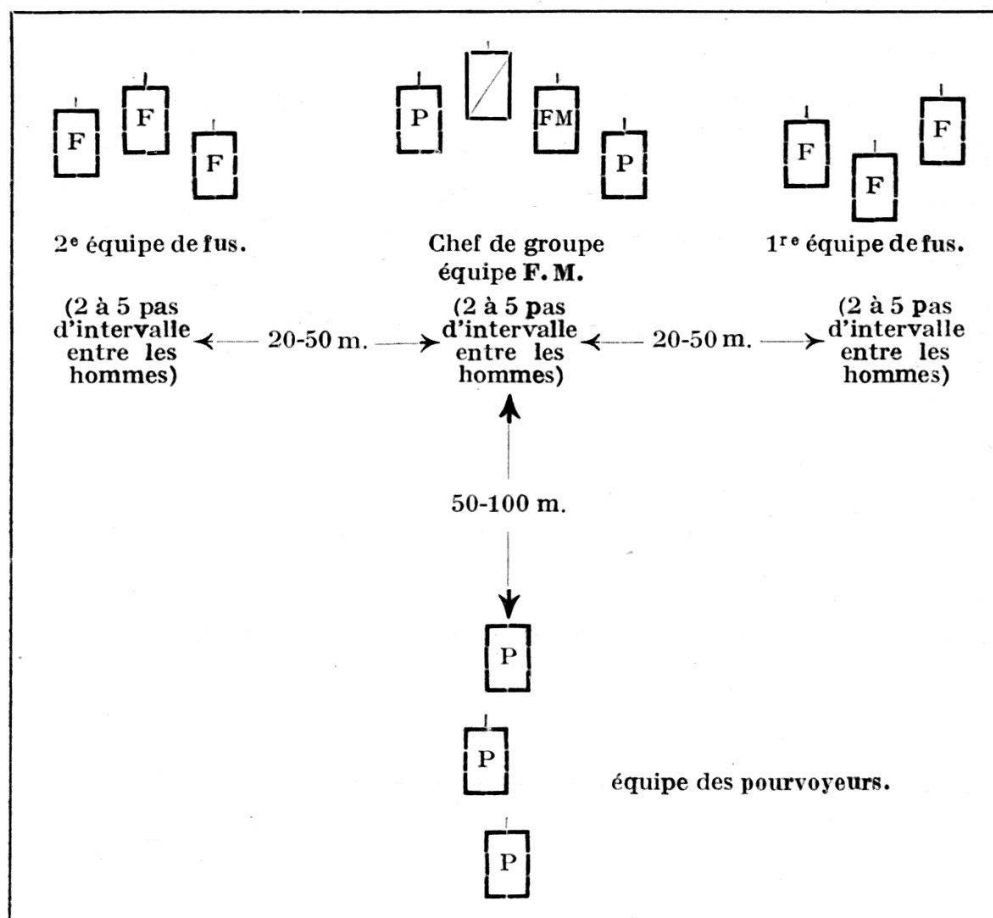 F F F
P FM P
F F F
2e équipe de fus.
(2 à 5 pas
d'intervalle
entre les
hommes)
20-50 m.
Chef de groupe
équipe F. M.
(2 à 5 pas
d'intervalle
entre les
hommes)
20-50 m.
1re équipe de fus.
(2 à 5 pas
d'intervalle
entre les
hommes)
50-100 m.
P
P
équipe des pourvoyeurs.
P